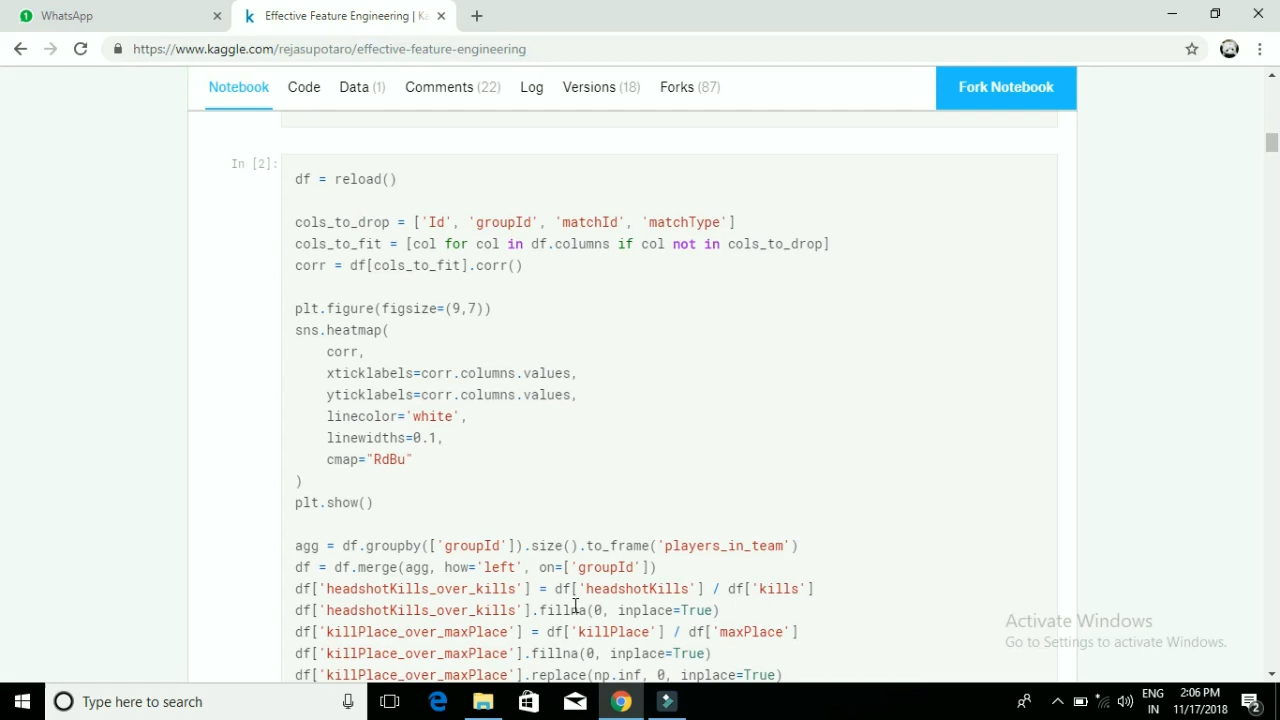 1 WhatsApp
k Effective Feature Engineering | Ka
https://www.kaggle.com/rejasupotaro/effective-feature-engineering
Notebook Code Data (1) Comments (22) Log Versions (18) Forks (87) Fork Notebook
In [2]:
df = reload()
cols_to_drop = ['Id', 'groupId', 'matchId', 'matchType']
cols_to_fit = [col for col in df.columns if col not in cols_to_drop]
corr = df[cols_to_fit].corr()
plt.figure(figsize=(9,7))
sns.heatmap(
corr,
xticklabels=corr.columns.values,
yticklabels=corr.columns.values,
linecolor='white',
linewidths=0.1,
cmap="RdBu"
)
plt.show()
agg = df.groupby(['groupId']).size().to_frame('players_in_team')
df = df.merge(agg, how='left', on=['groupId'])
df['headshotKills_over_kills'] = df['headshotKills'] / df['kills']
df['headshotKills_over_kills'].fillna(0, inplace=True)
df['killPlace_over_maxPlace'] = df['killPlace'] / df['maxPlace']
df['killPlace_over_maxPlace'].fillna(0, inplace=True)
df['killPlace_over_maxPlace'].replace(np.inf, 0, inplace=True)
Activate Windows
Go to Settings to activate Windows.
Type here to search
ENG
IN
2:06 PM
11/17/2018
2